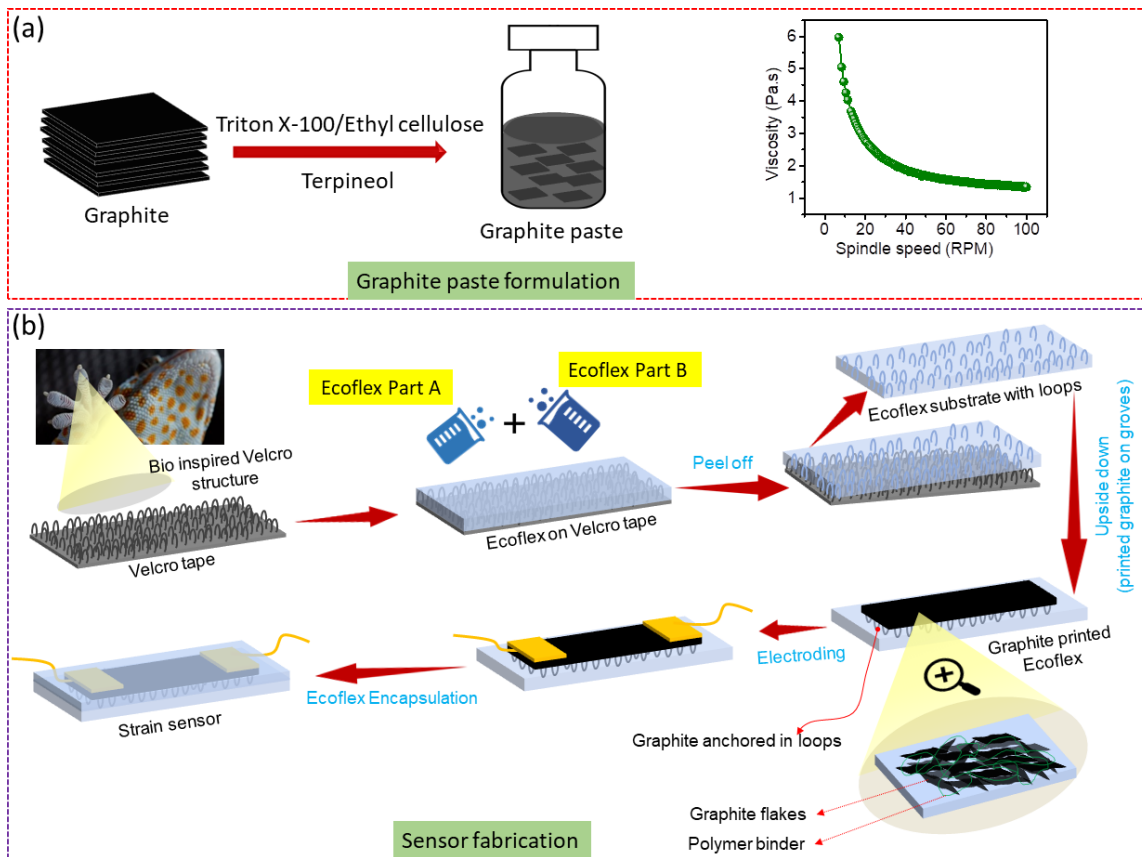 (a)
Graphite
Triton X-100/Ethyl cellulose
Terpineol
Graphite paste
Viscosity (Pa.s)
6
5
4
3
2
1
0 20 40 60 80 100
Spindle speed (RPM)
Graphite paste formulation
(b)
Bio inspired Velcro
structure
Velcro tape
Ecoflex Part A
+
Ecoflex Part B
Ecoflex on Velcro tape
Peel off
Ecoflex substrate with loops
Upside down
(printed graphite on groves)
Graphite printed
Ecoflex
Graphite anchored in loops
Graphite flakes
Polymer binder
Electroding
Ecoflex Encapsulation
Strain sensor
Sensor fabrication